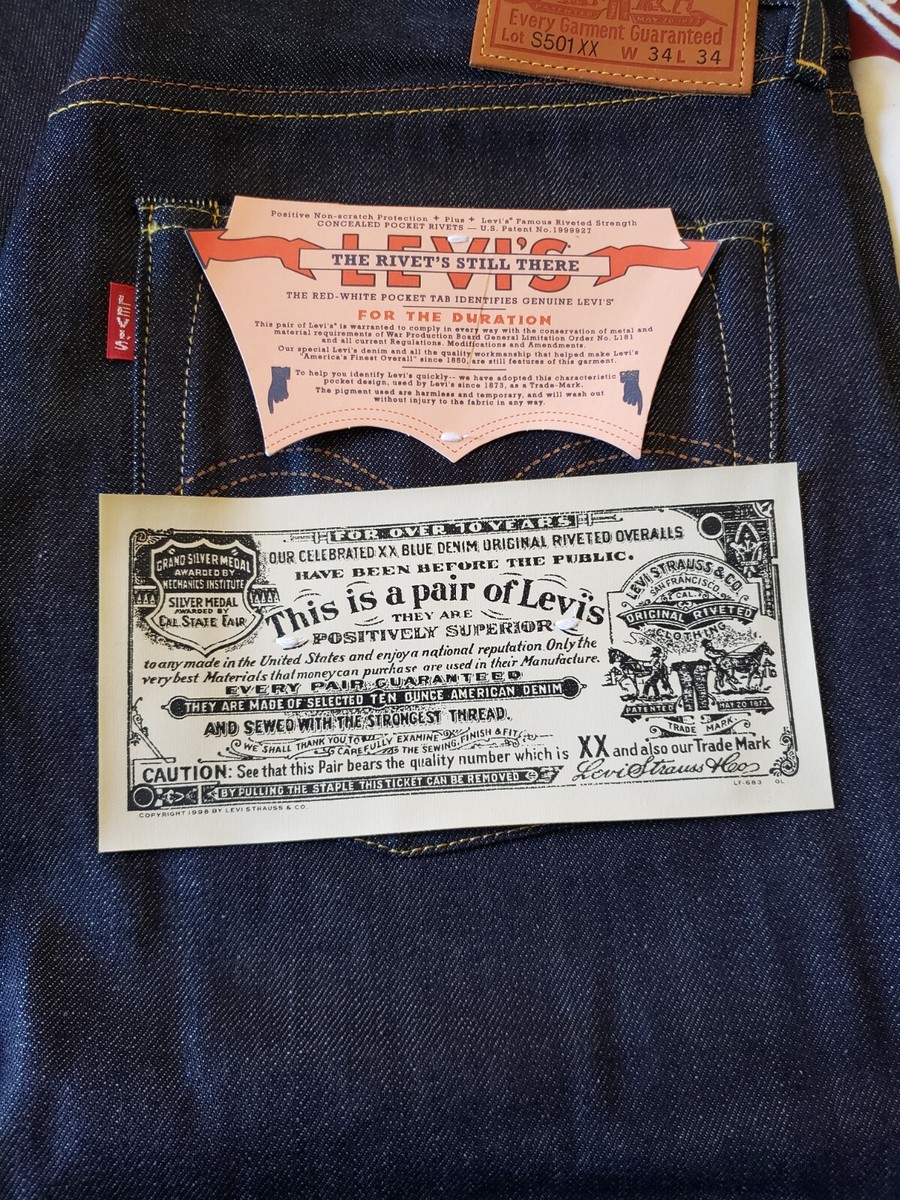 PATENTED MAY 20 1873
Every Garment Guaranteed
Lot S501XX W 34 L 34
LEVI'S
Positive Non-scratch Protection + Plus + Levi's® Famous Riveted Strength
CONCEALED POCKET RIVETS — U.S. Patent No.1999927
LEVI'S
THE RIVET'S STILL THERE
THE RED-WHITE POCKET TAB IDENTIFIES GENUINE LEVI'S®
FOR THE DURATION
This pair of Levi's® is warranted to comply in every way with the conservation of metal and
material requirements of War Production Board General Limitation Order No. L181
and all current Regulations. Modifications and Amendments.
Our special Levi's denim and all the quality workmanship that helped make Levi's
"America's Finest Overall" since 1850, are still features of this garment.
To help you identify Levi's quickly-- we have adopted this characteristic
pocket design, used by Levi's since 1873, as a Trade-Mark.
The pigment used are harmless and temporary, and will wash out
without injury to the fabric in any way.
FOR OVER 70 YEARS
OUR CELEBRATED XX BLUE DENIM ORIGINAL RIVETED OVERALLS
HAVE BEEN BEFORE THE PUBLIC.
GRAND SILVER MEDAL
AWARDED BY
MECHANICS INSTITUTE
SILVER MEDAL
AWARDED BY
CAL. STATE FAIR
This is a pair of Levi's
THEY ARE
POSITIVELY SUPERIOR
to any made in the United States and enjoy a national reputation. Only the
very best Materials that money can purchase are used in their Manufacture.
EVERY PAIR GUARANTEED
THEY ARE MADE OF SELECTED TEN OUNCE AMERICAN DENIM
AND SEWED WITH THE STRONGEST THREAD.
WE SHALL THANK YOU TO CAREFULLY EXAMINE THE SEWING, FINISH & FIT
CAUTION: See that this Pair bears the quality number which is XX and also our Trade Mark
LEVI STRAUSS & CO.
SAN FRANCISCO,
CAL.
ORIGINAL RIVETED
CLOTHING
PATENTED MAY 20 1873
TRADE MARK
Levi Strauss & Co
BY PULLING THE STAPLE THIS TICKET CAN BE REMOVED
LF-683 OL
COPYRIGHT 1998 BY LEVI STRAUSS & CO.